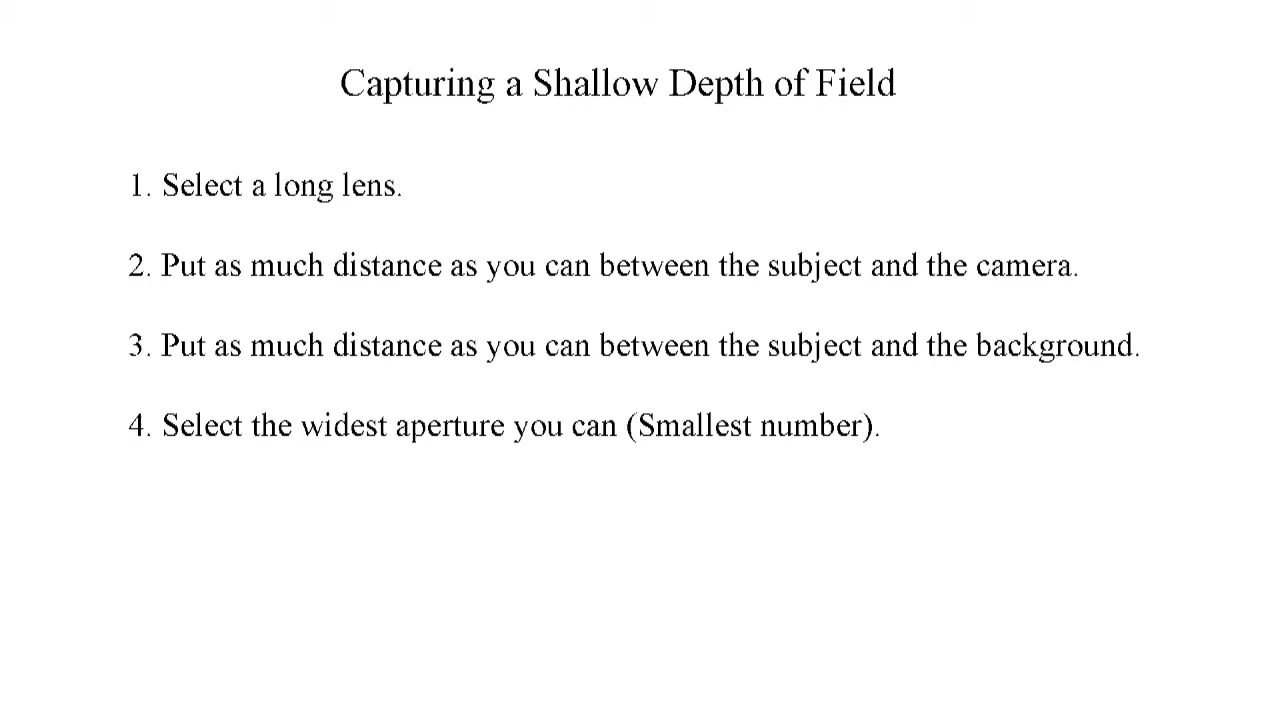 Capturing a Shallow Depth of Field
1. Select a long lens.
2. Put as much distance as you can between the subject and the camera.
3. Put as much distance as you can between the subject and the background.
4. Select the widest aperture you can (Smallest number).